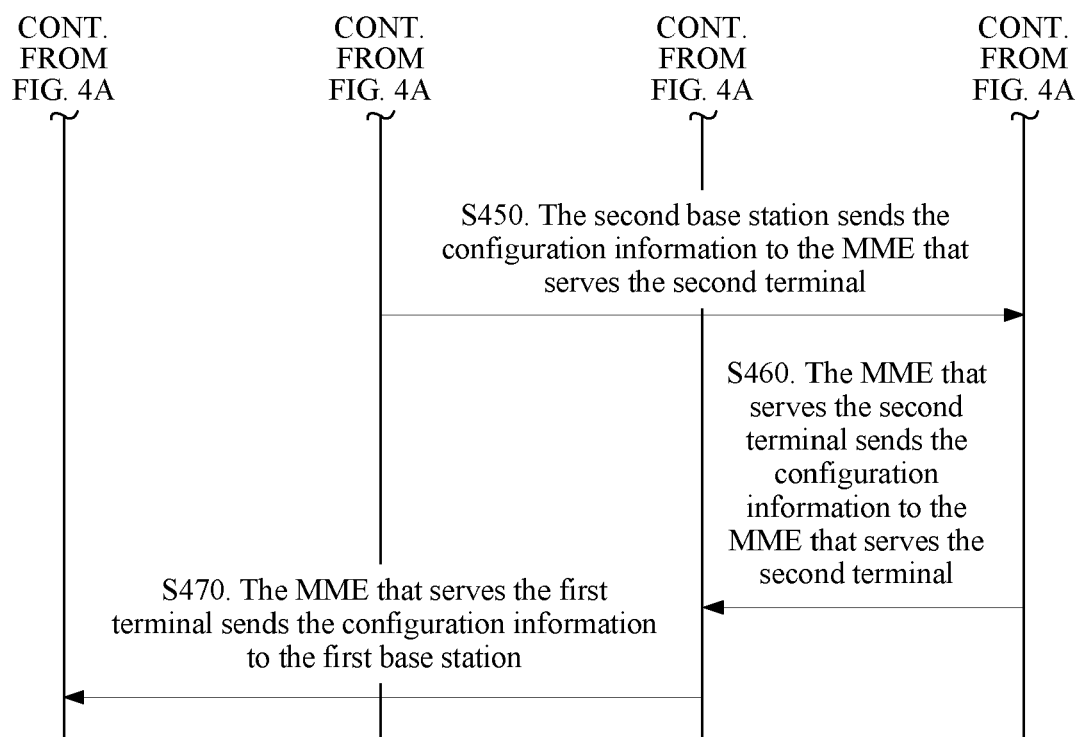 CONT.
FROM
FIG. 4A
CONT.
FROM
FIG. 4A
CONT.
FROM
FIG. 4A
CONT.
FROM
FIG. 4A
S450. The second base station sends the
configuration information to the MME that
serves the second terminal
S460. The MME that
serves the second
terminal sends the
configuration
information to the
MME that serves the
second terminal
S470. The MME that serves the first
terminal sends the configuration information
to the first base station